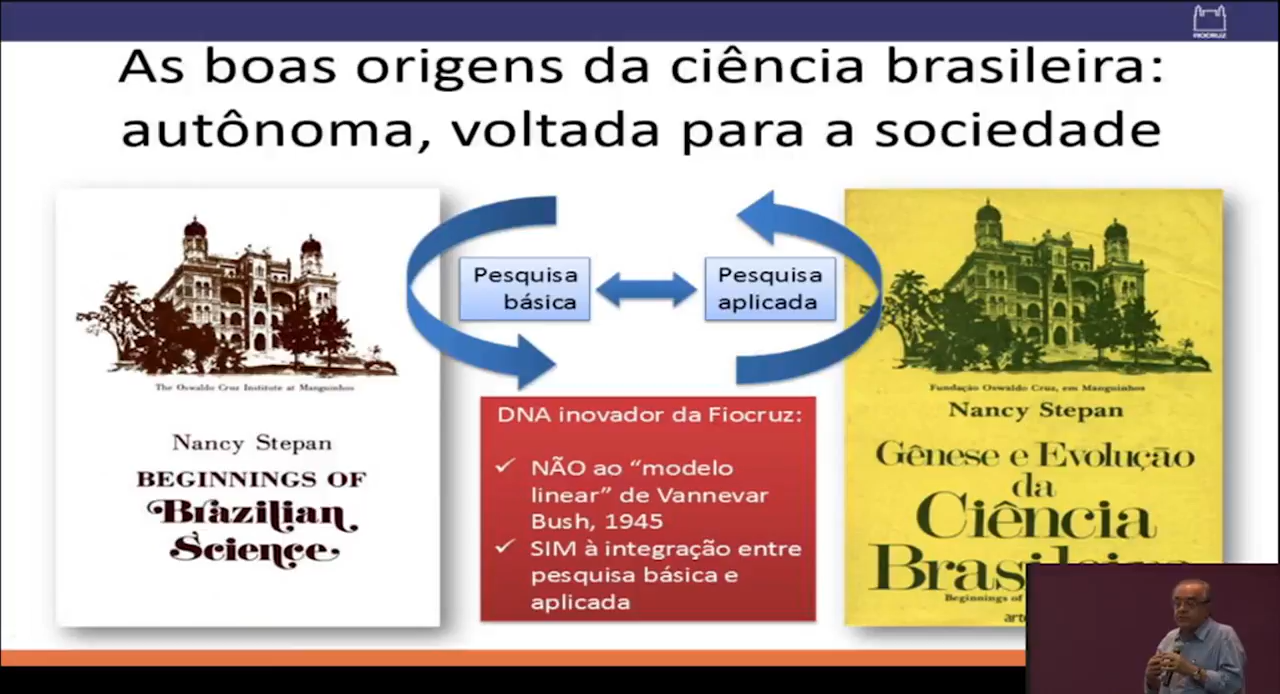 FIOCRUZ
As boas origens da ciência brasileira:
autônoma, voltada para a sociedade
The Oswaldo Cruz Institute at Manguinhos
Nancy Stepan
BEGINNINGS OF
Brazilian
Science
Pesquisa
básica
Pesquisa
aplicada
DNA inovador da Fiocruz:
NÃO ao “modelo
linear” de Vannevar
Bush, 1945
SIM à integração entre
pesquisa básica e
aplicada
Fundação Oswaldo Cruz, em Manguinhos
Nancy Stepan
Gênese e Evolução
da
Ciência
Beginnings of